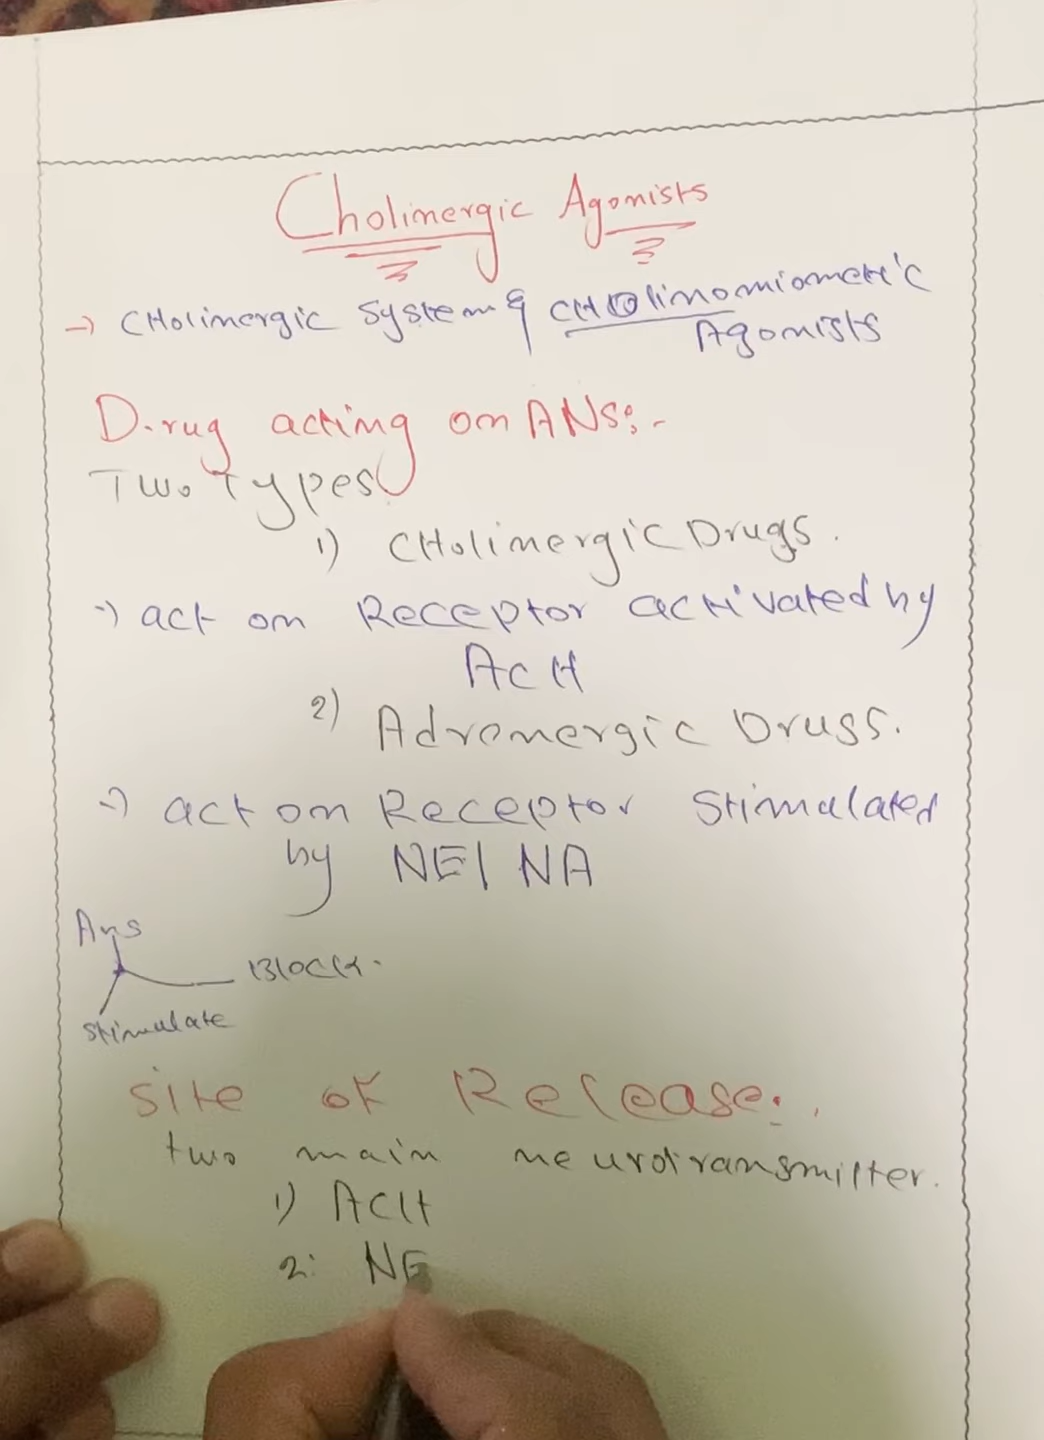 Cholinergic Agonists
→ CHolinergic System & CHOlinomiometic
Agonists
Drug acting on ANS:-
Two Types
1) CHolinergic Drugs.
→ act on Receptor activated by
AcH
2) Adrenergic Drugs.
→ act on Receptor Stimulated
by NE/NA
Ans
Block.
Stimulate
Site of Release:.
two main neurotransmitter.
1) ACH
2: NE